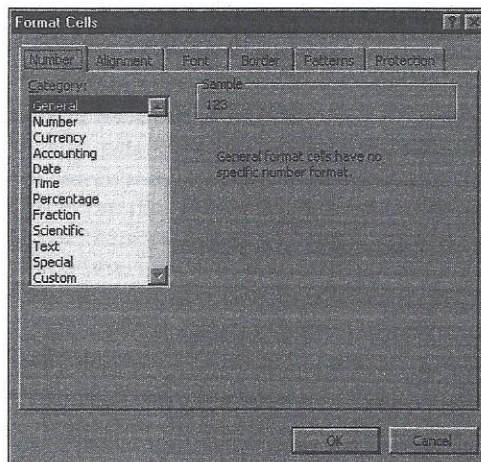 Format Cells
Number Alignment Font Border Patterns Protection
Category:
General
Number
Currency
Accounting
Date
Time
Percentage
Fraction
Scientific
Text
Special
Custom
Sample
123
General format cells have no
specific number format.
OK Cancel